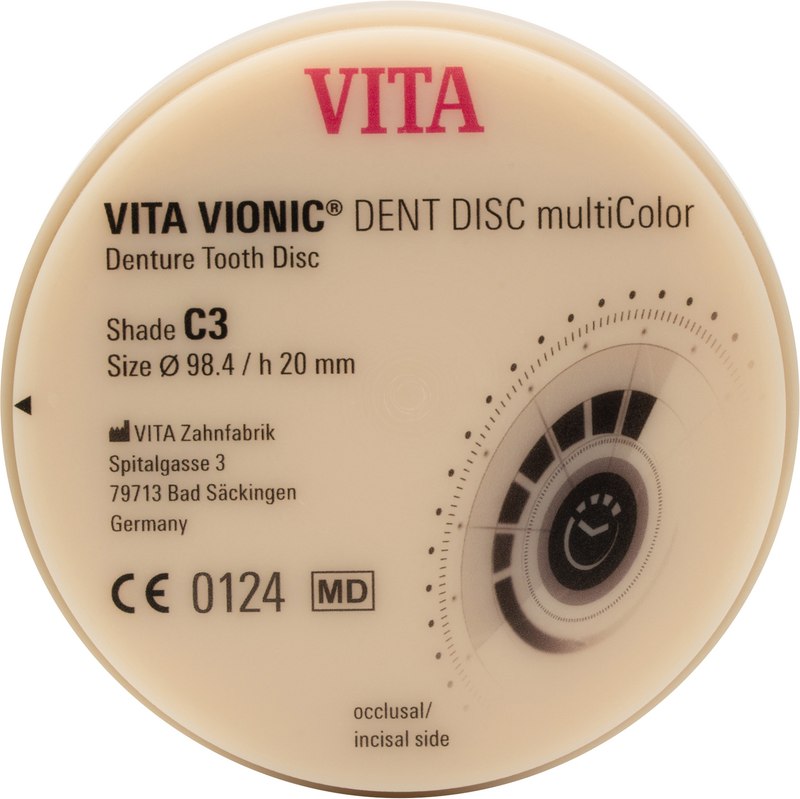 VITA
VITA VIONIC® DENT DISC multiColor
Denture Tooth Disc
Shade C3
Size Ø 98.4 / h 20 mm
VITA Zahnfabrik
Spitalgasse 3
79713 Bad Säckingen
Germany
CE 0124 MD
occlusal/
incisal side